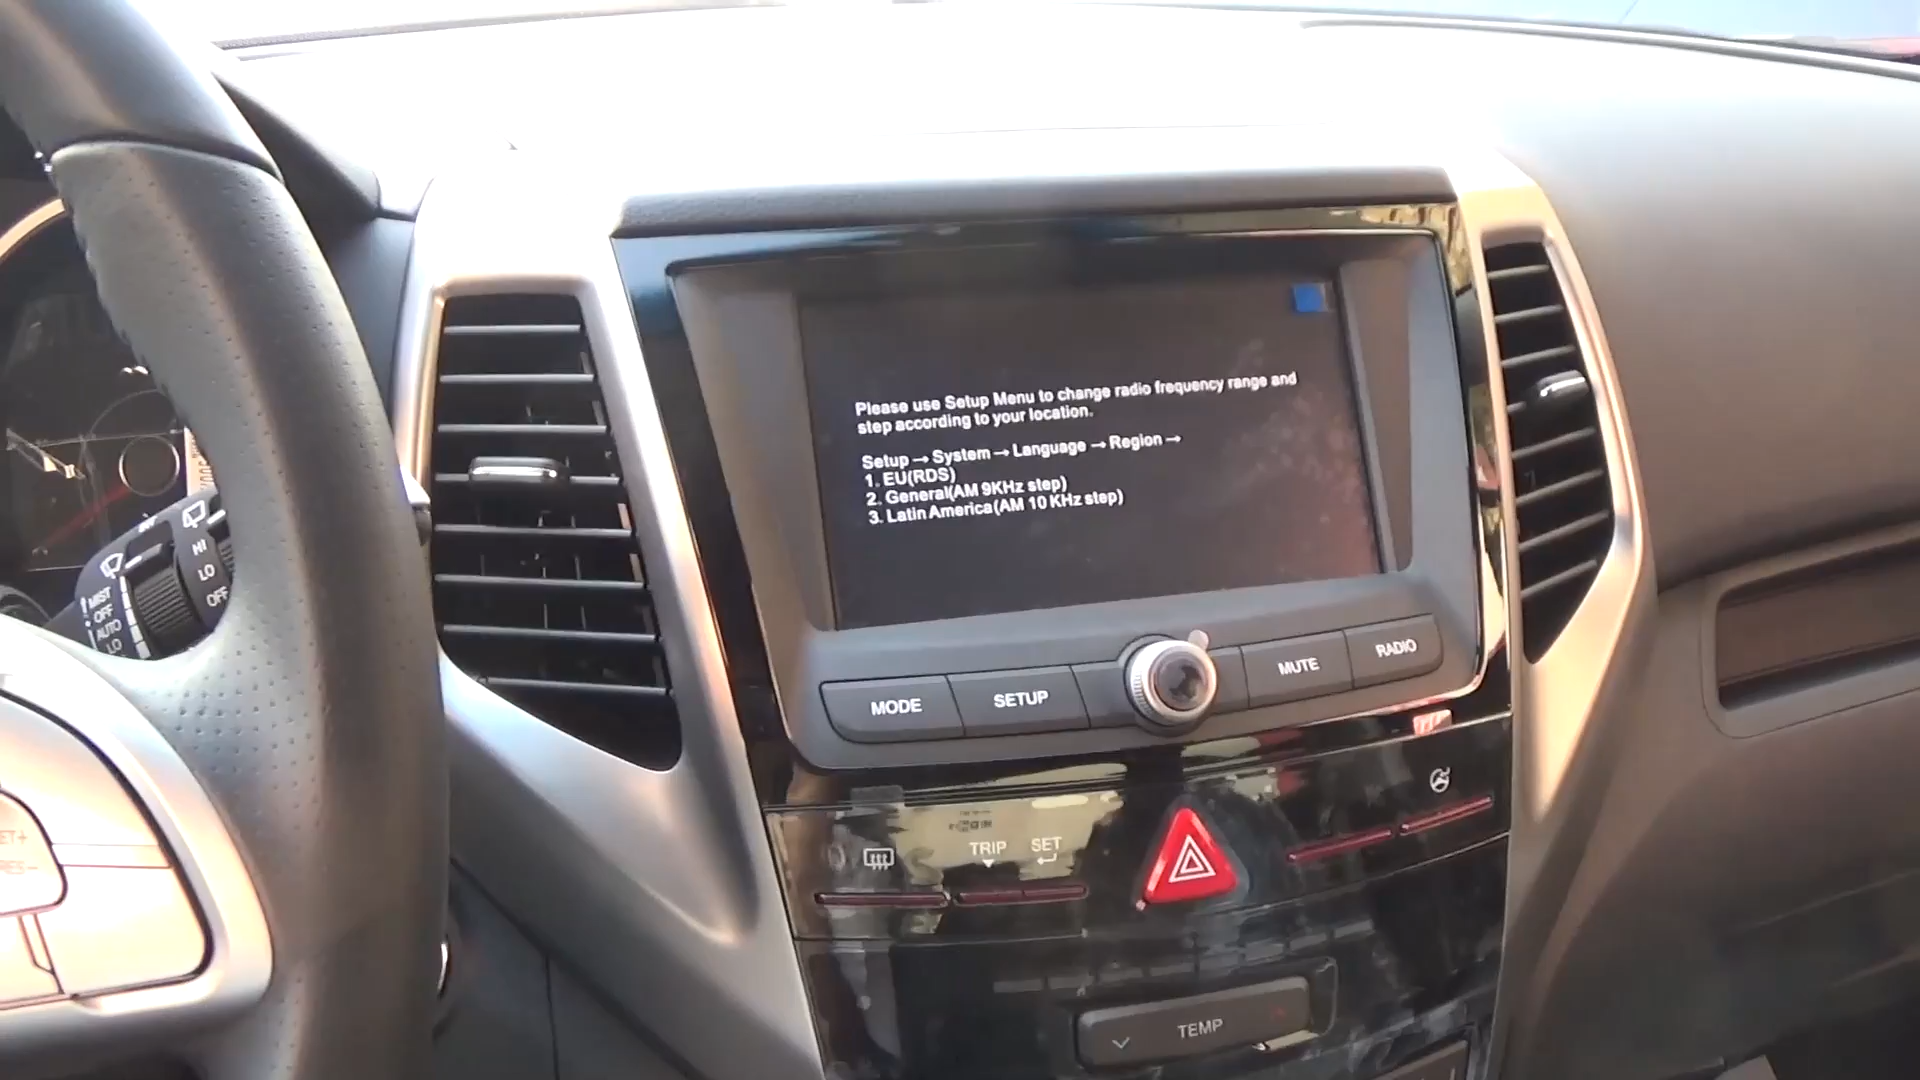 Please use Setup Menu to change radio frequency range and
step according to your location.
Setup → System → Language → Region →
1. EU(RDS)
2. General(AM 9KHz step)
3. Latin America(AM 10 KHz step)
MODE
SETUP
MUTE
RADIO
TRIP
SET
TEMP
HI
LO
OFF
MIST
OFF
AUTO
LO